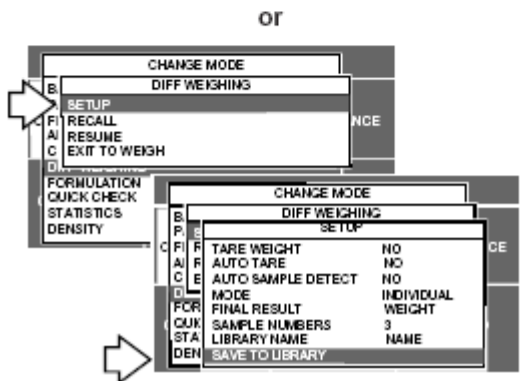 or
CHANGE MODE
DIFF WEIGHING
SETUP
RECALL
RESUME
EXIT TO WEIGH
FORMULATION
QUICK CHECK
STATISTICS
DENSITY
CHANGE MODE
DIFF WEIGHING
SETUP
TARE WEIGHT NO
AUTO TARE NO
AUTO SAMPLE DETECT NO
MODE INDIVIDUAL
FINAL RESULT WEIGHT
SAMPLE NUMBERS 3
LIBRARY NAME NAME
SAVE TO LIBRARY